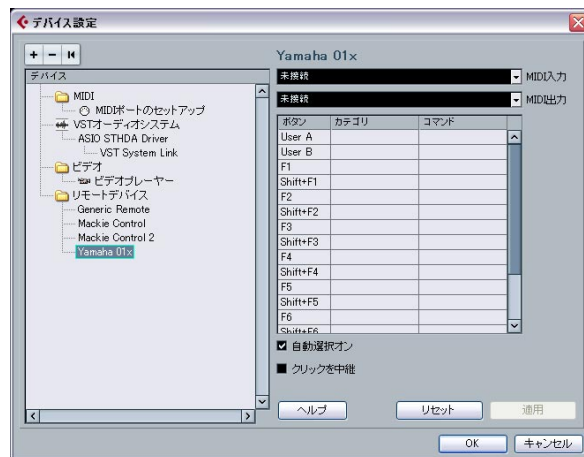 デバイス設定
Yamaha 01x
デバイス
MIDI
MIDIポートのセットアップ
VSTオーディオシステム
ASIO STHDA Driver
VST System Link
ビデオ
ビデオプレーヤー
リモートデバイス
Generic Remote
Mackie Control
Mackie Control 2
Yamaha 01x
未接続 MIDI入力
未接続 MIDI出力
ボタン カテゴリ コマンド
User A
User B
F1
Shift+F1
F2
Shift+F2
F3
Shift+F3
F4
Shift+F4
F5
Shift+F5
F6
Shift+F6
自動選択オン
クリックを中継
ヘルプ リセット 適用
OK キャンセル